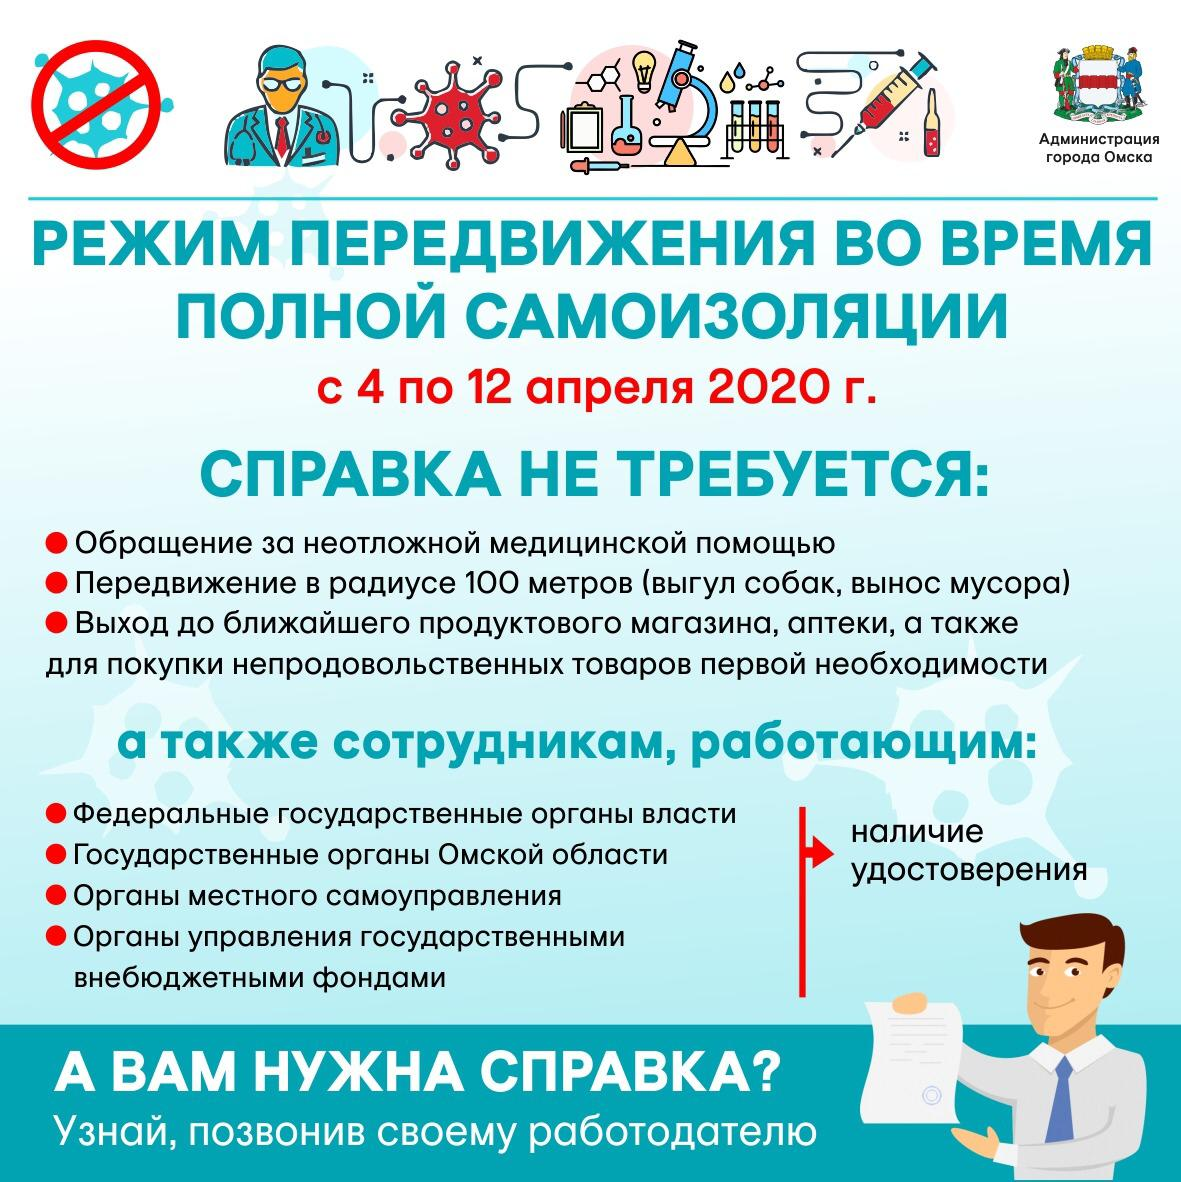 Администрация
города Омска
РЕЖИМ ПЕРЕДВИЖЕНИЯ ВО ВРЕМЯ
ПОЛНОЙ САМОИЗОЛЯЦИИ
с 4 по 12 апреля 2020 г.
СПРАВКА НЕ ТРЕБУЕТСЯ:
Обращение за неотложной медицинской помощью
Передвижение в радиусе 100 метров (выгул собак, вынос мусора)
Выход до ближайшего продуктового магазина, аптеки, а также
для покупки непродовольственных товаров первой необходимости
а также сотрудникам, работающим:
Федеральные государственные органы власти
Государственные органы Омской области
Органы местного самоуправления
Органы управления государственными
внебюджетными фондами
наличие
удостоверения
А ВАМ НУЖНА СПРАВКА?
Узнай, позвонив своему работодателю